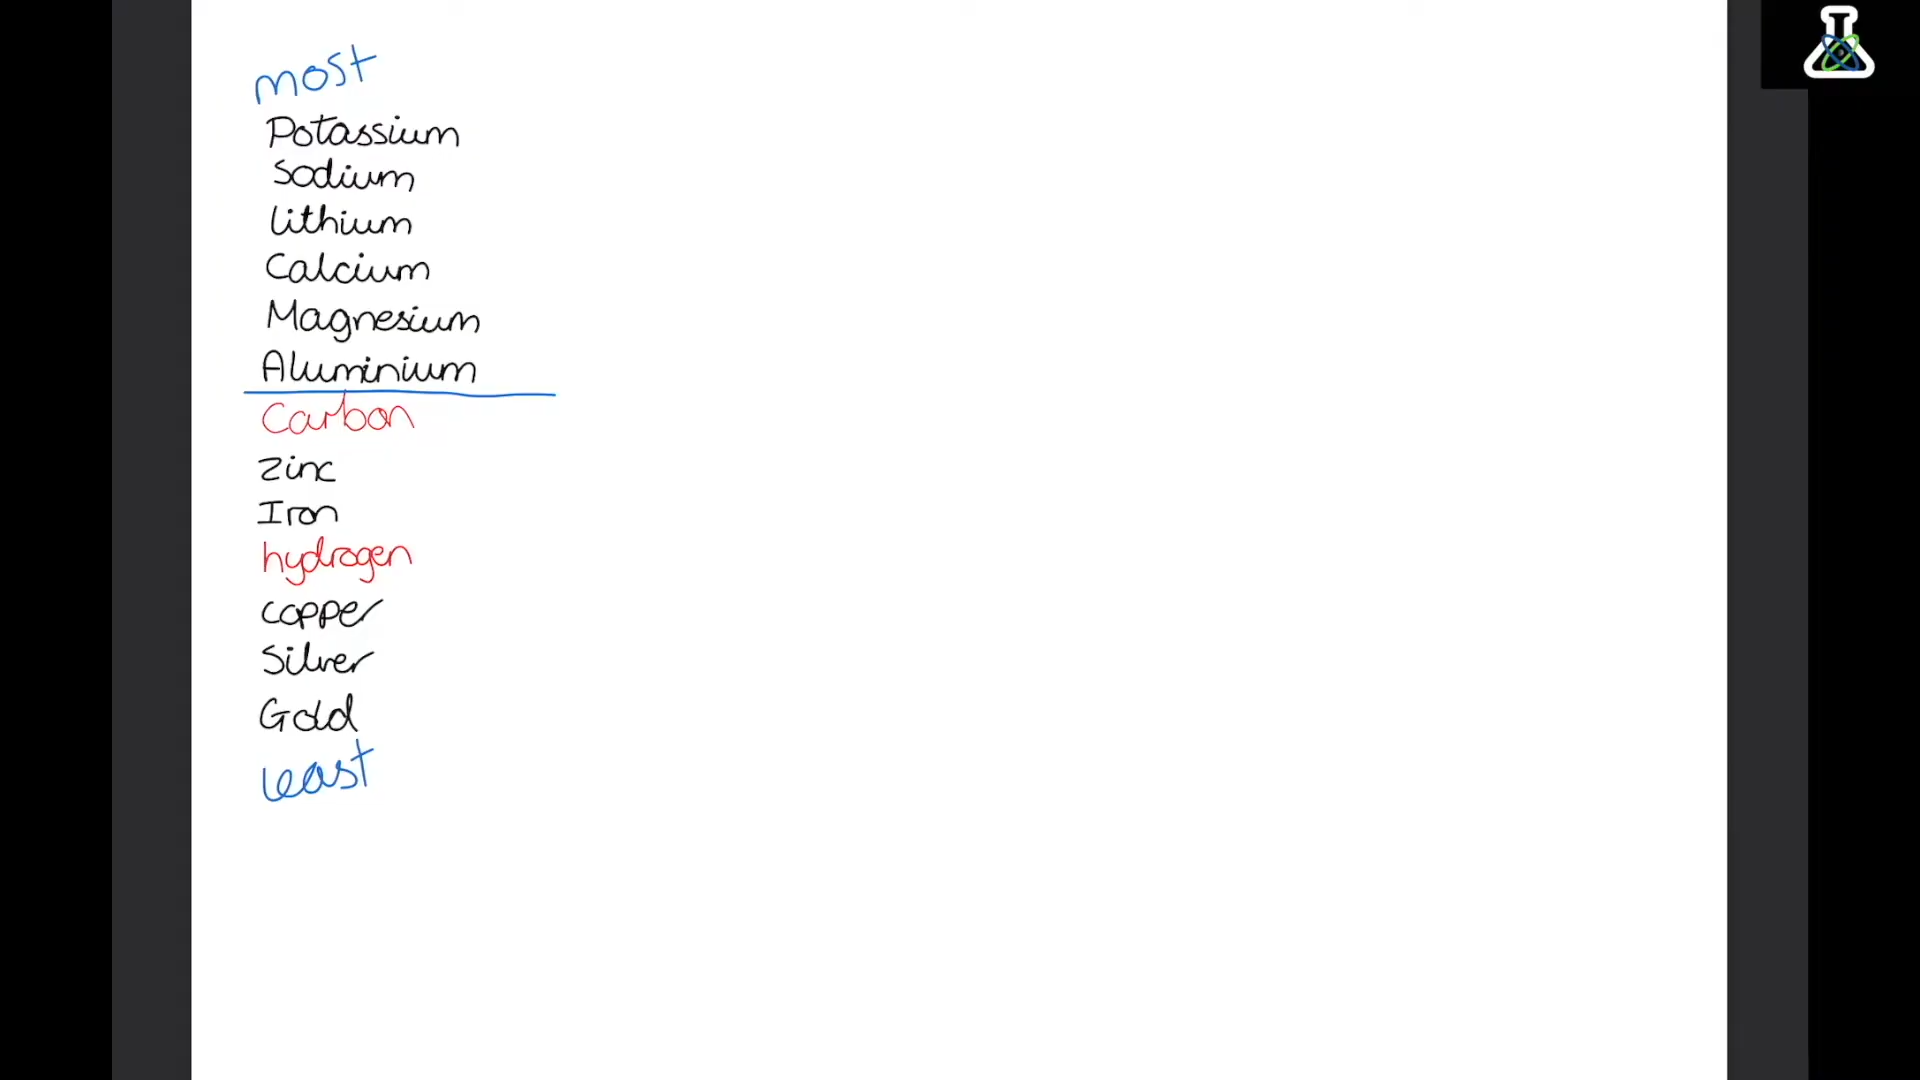 most
Potassium
Sodium
lithium
Calcium
Magnesium
Aluminium
Carbon
Zinc
Iron
hydrogen
copper
Silver
Gold
least